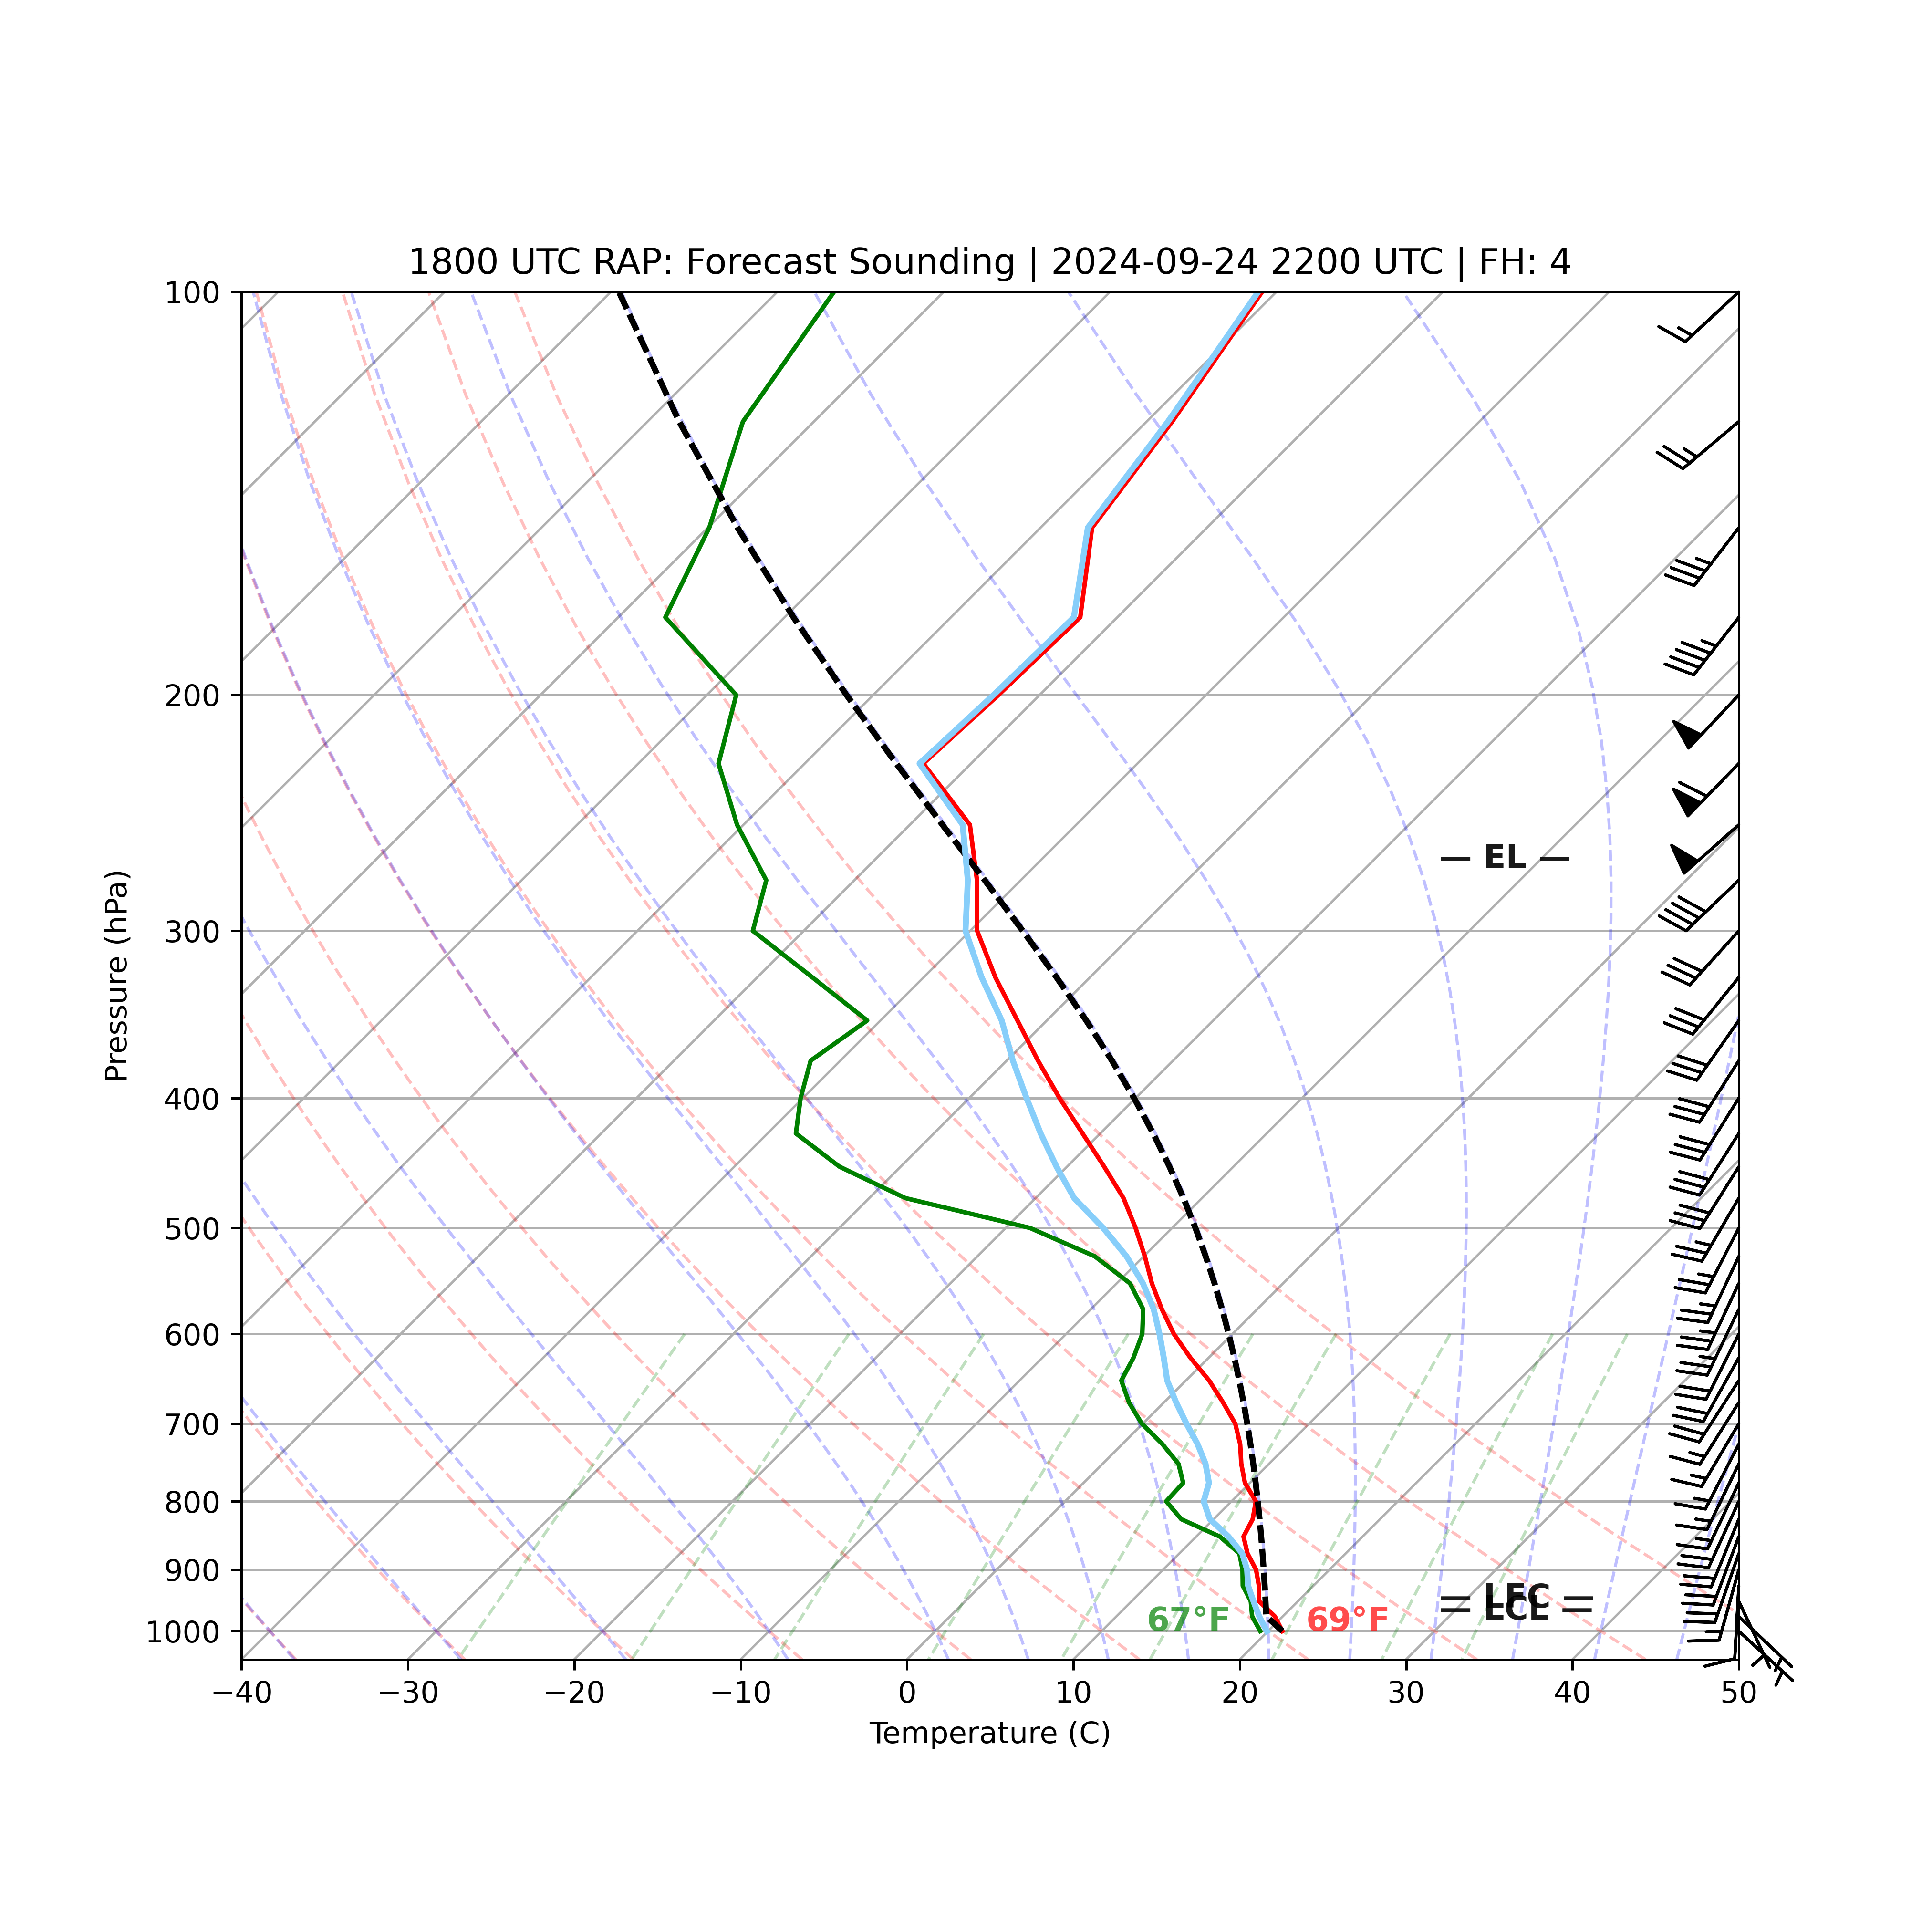 1800 UTC RAP: Forecast Sounding | 2024-09-24 2200 UTC | FH: 4
100
200
— EL —
300
Pressure (hPa)
400
500
600
700
800
900
— LFC —
— LCL —
67°F 69°F
1000
−40 −30 −20 −10 0 10 20 30 40 50
Temperature (C)